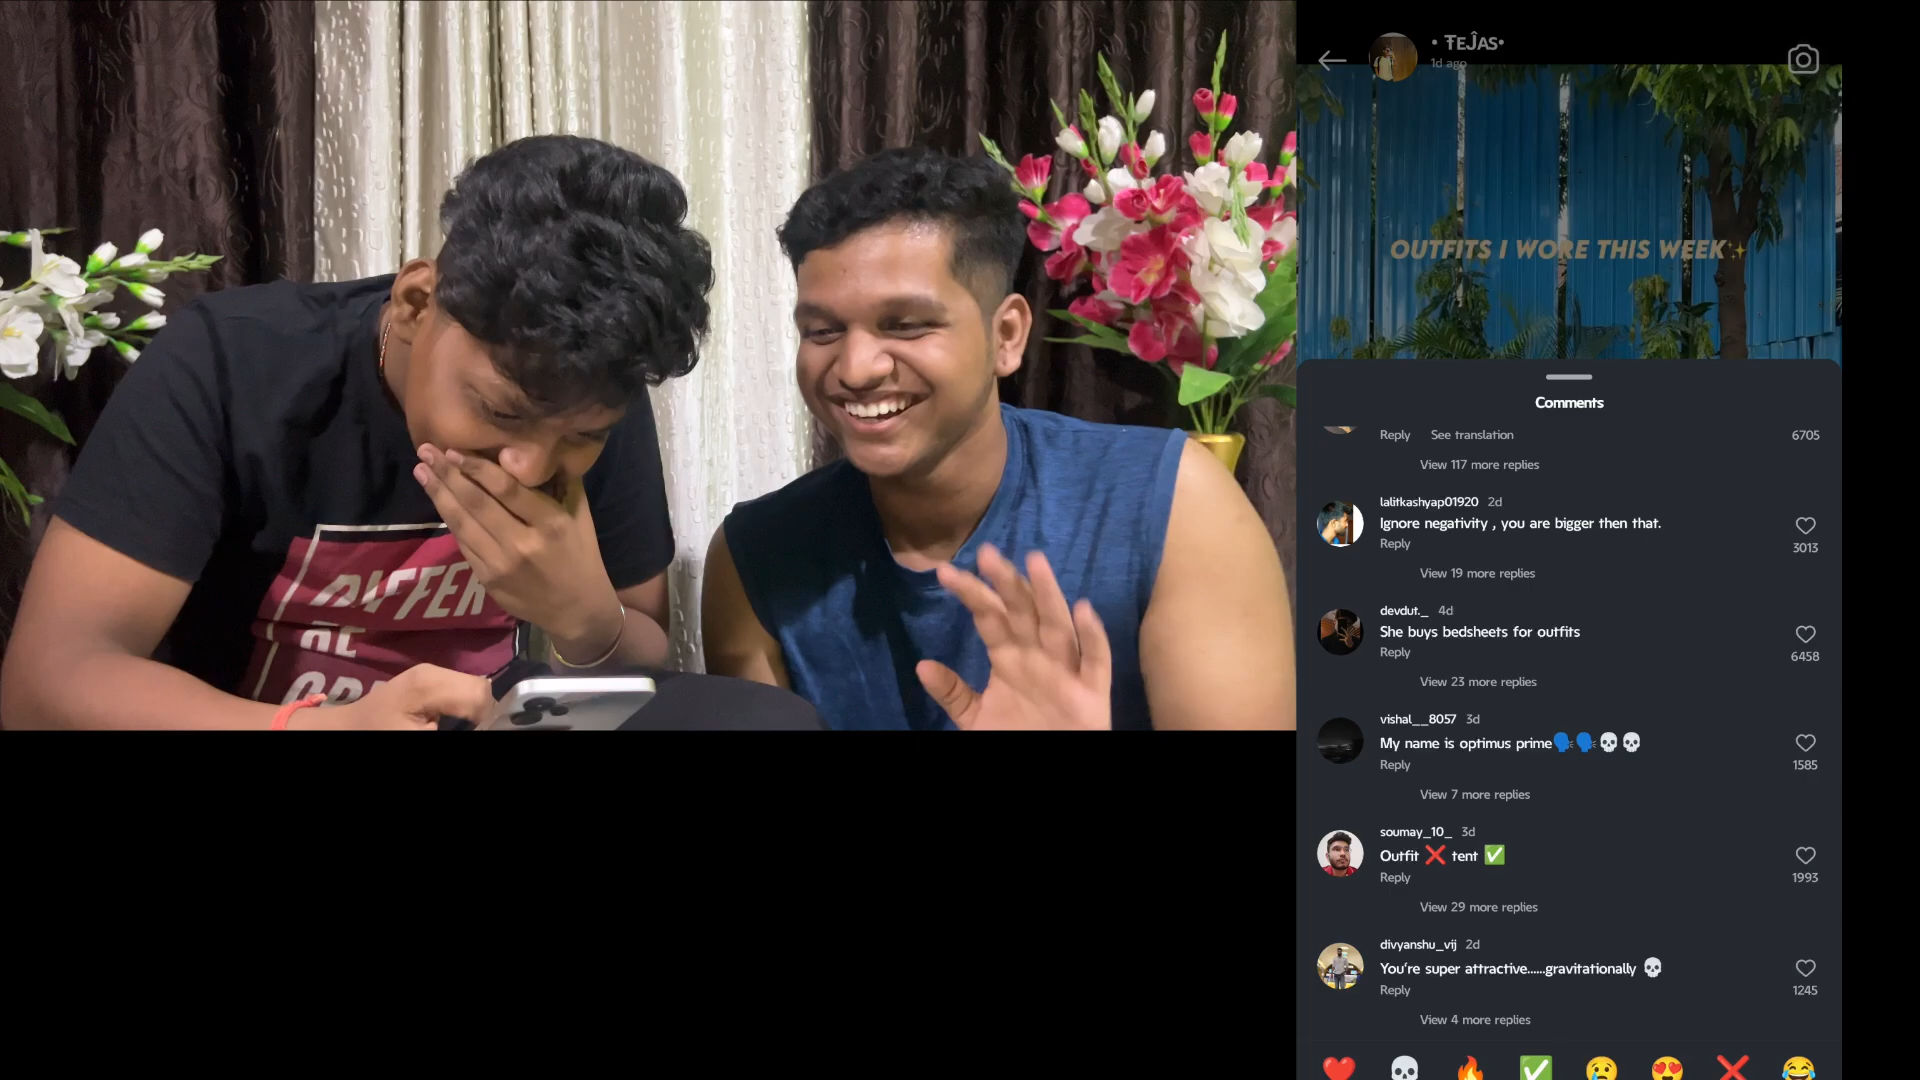 DIFFER
BE
• ŦEĴAS•
1d ago
OUTFITS I WORE THIS WEEK✨
Comments
Reply See translation 6705
View 117 more replies
lalitkashyap01920 2d
Ignore negativity , you are bigger then that.
Reply
3013
View 19 more replies
devdut._ 4d
She buys bedsheets for outfits
Reply
6458
View 23 more replies
vishal__8057 3d
My name is optimus prime🗣️🗣️💀💀
Reply
1585
View 7 more replies
soumay_10_ 3d
Outfit ❌ tent ✅
Reply
1993
View 29 more replies
divyanshu_vij 2d
You're super attractive......gravitationally 💀
Reply
1245
View 4 more replies